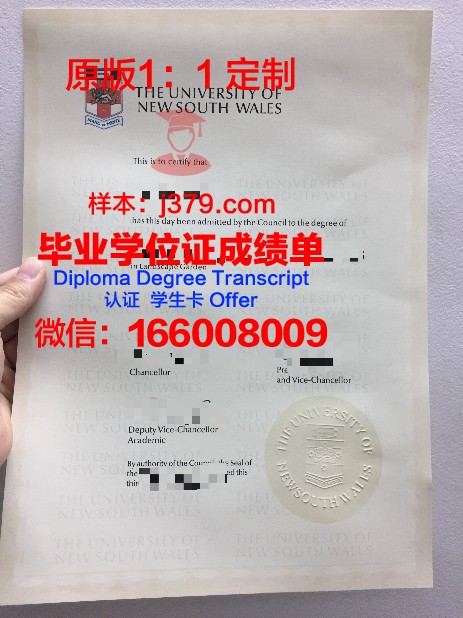 原版1：1 定制
THE UNIVERSITY OF
NEW SOUTH WALES
This is to certify that
样本：j379.com
has this day been admitted by the Council to the degree of
毕业学位证成绩单
in Landscape Garden
Diploma Degree Transcript
认证 学生卡 Offer
微信：166008009
Chancellor
and Vice-Chancellor
Deputy Vice-Chancellor
Academic
By authority of the Council the Seal of
the
this
THE UNIVERSITY OF
NEW SOUTH WALES